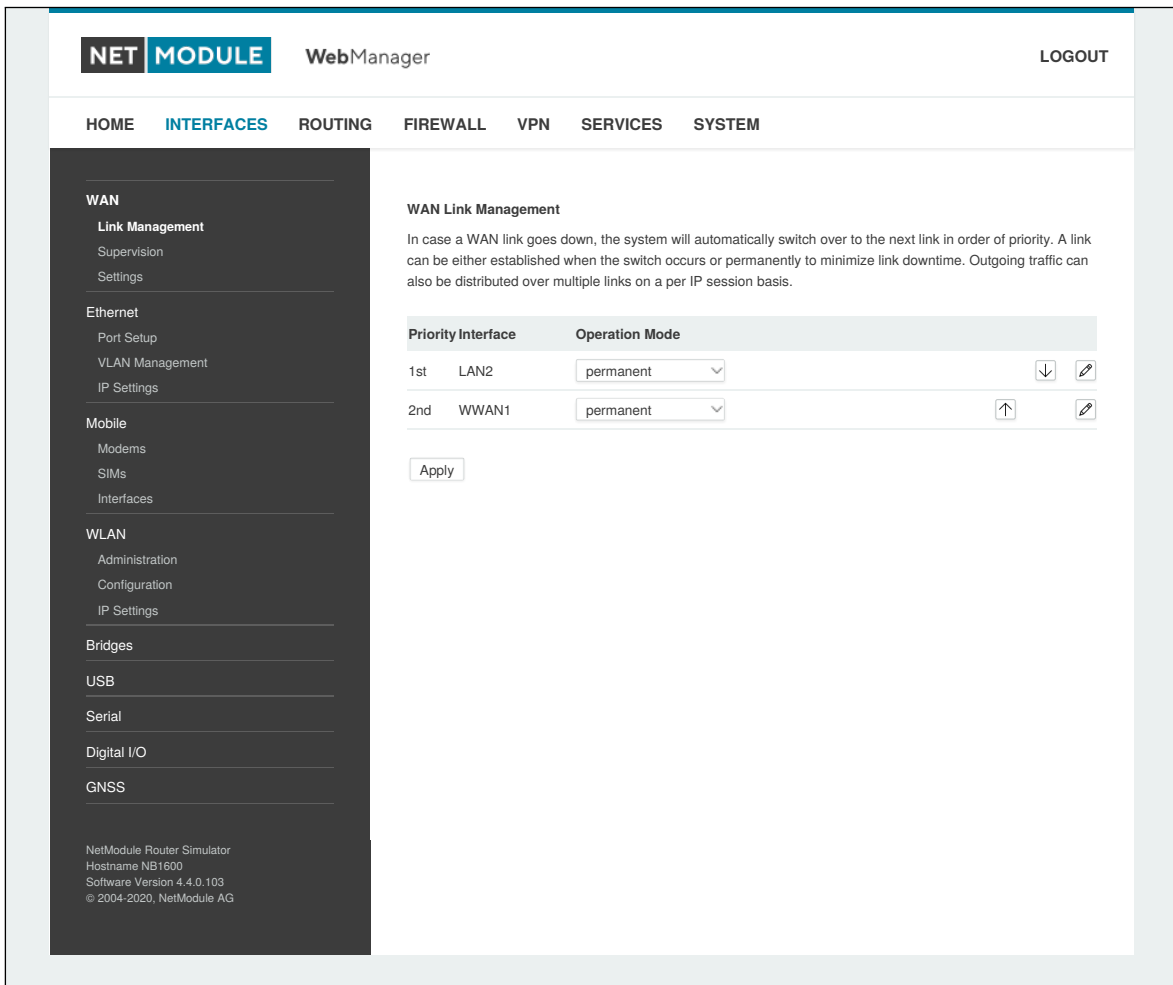 NET MODULE WebManager LOGOUT
HOME INTERFACES ROUTING FIREWALL VPN SERVICES SYSTEM
WAN
Link Management
Supervision
Settings
Ethernet
Port Setup
VLAN Management
IP Settings
Mobile
Modems
SIMs
Interfaces
WLAN
Administration
Configuration
IP Settings
Bridges
USB
Serial
Digital I/O
GNSS
NetModule Router Simulator
Hostname NB1600
Software Version 4.4.0.103
© 2004-2020, NetModule AG
WAN Link Management
In case a WAN link goes down, the system will automatically switch over to the next link in order of priority. A link
can be either established when the switch occurs or permanently to minimize link downtime. Outgoing traffic can
also be distributed over multiple links on a per IP session basis.
Priority Interface Operation Mode
1st LAN2 permanent
2nd WWAN1 permanent
Apply